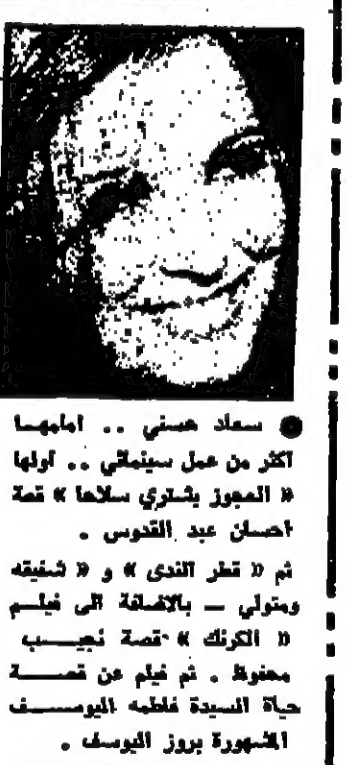 ● سعاد حسني .. امامها
اكثر من عمل سينمائي .. اولها
« العجوز يشتري سلاحا » قصة
احسان عبد القدوس .
ثم « قطر الندى » و « شفيقه
ومتولي — بالاضافة الى فيلم
« الكرنك » قصة نجيب
محفوظ . ثم فيلم عن قصة
حياة السيدة فاطمه اليوسف
المشهورة بروز اليوسف .